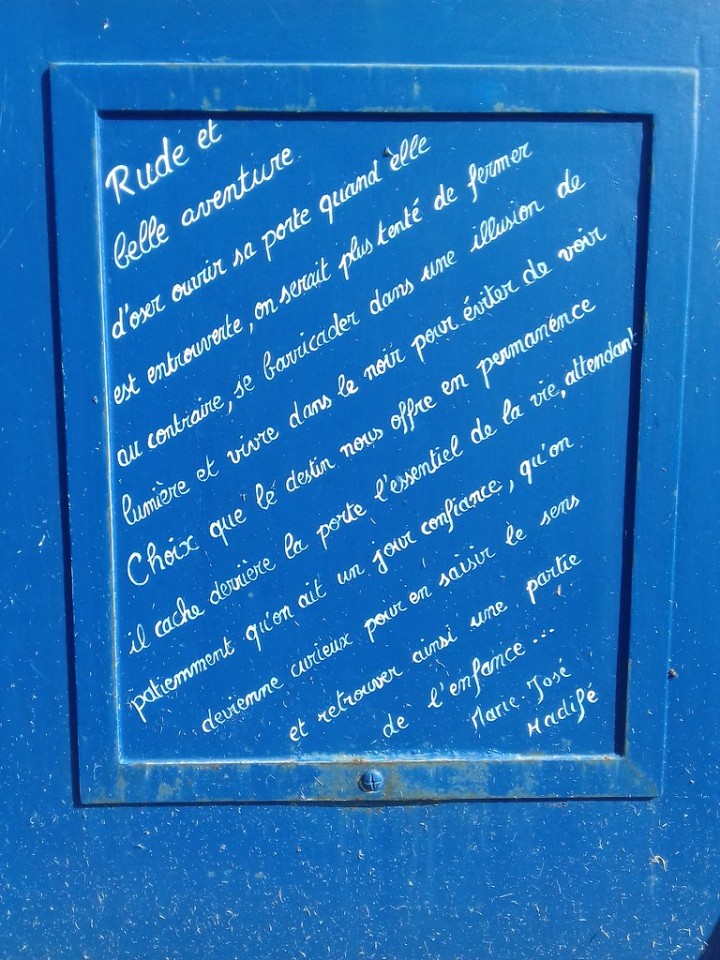 Rude et
belle aventure
d'oser ouvrir sa porte quand elle
est entrouverte, on serait plus tenté de fermer
au contraire, se barricader dans une illusion de
lumière et vivre dans le noir pour éviter de voir
Choix que le destin nous offre en permanence
il cache derrière la porte l'essentiel de la vie, attendant
patiemment qu'on ait un jour confiance, qu'on
devienne curieux pour en saisir le sens
et retrouver ainsi une partie
de l'enfance...
Marie José